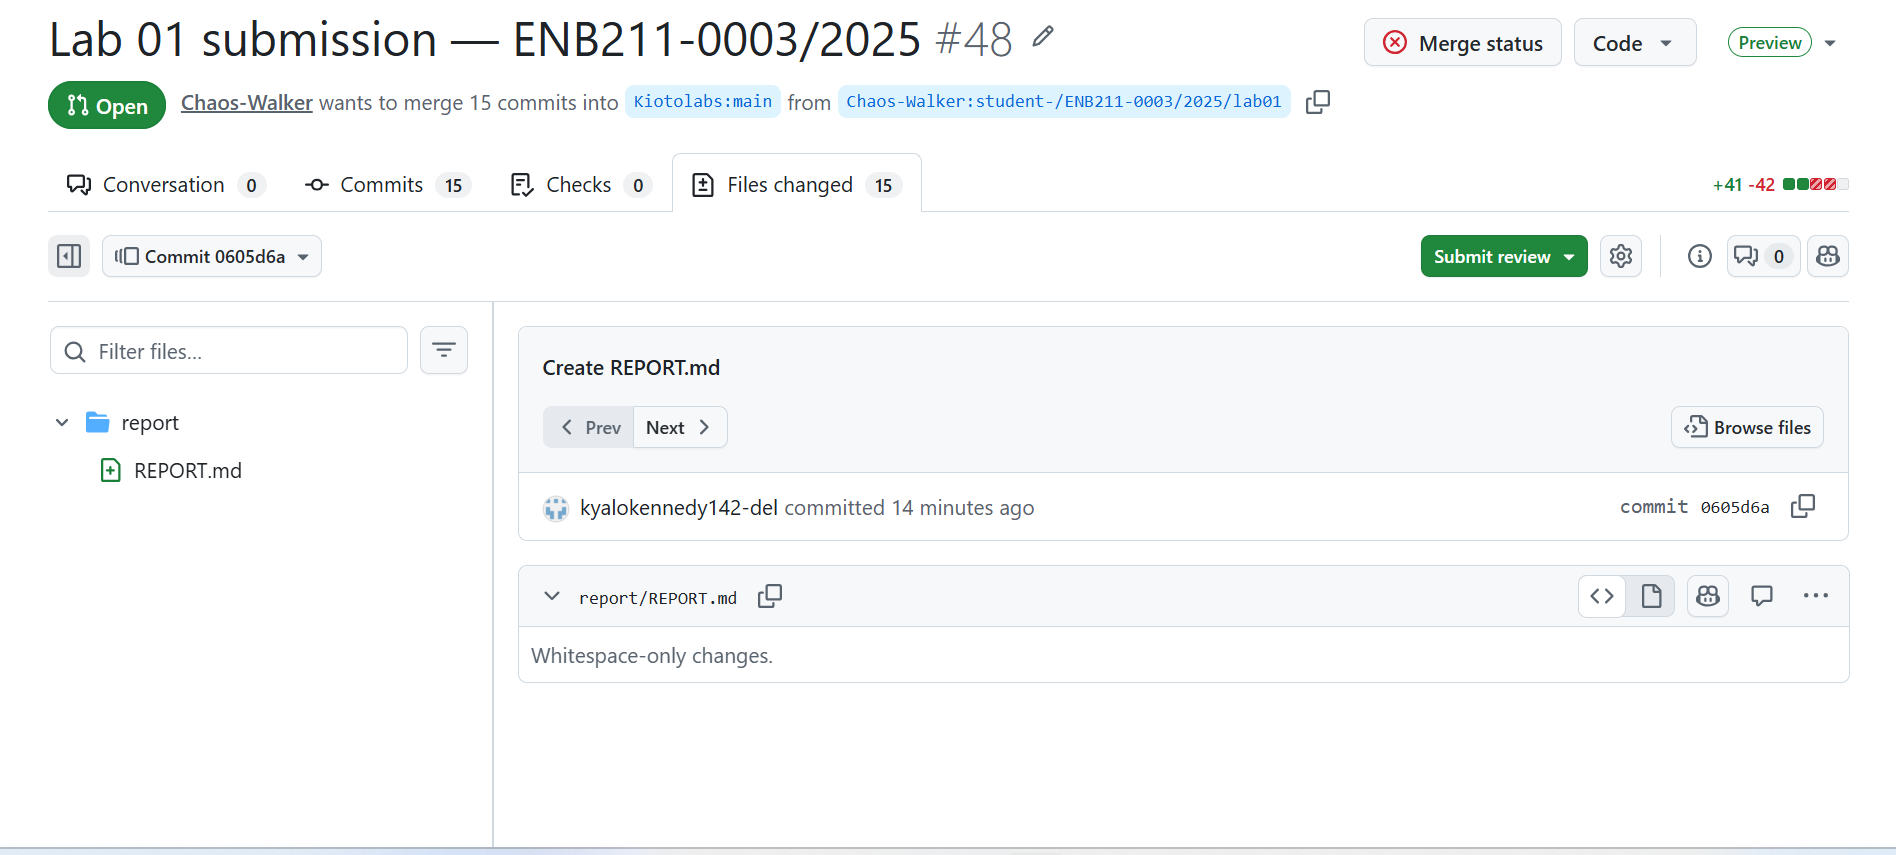 Lab 01 submission — ENB211-0003/2025 #48
Merge status
Code
Preview
Open
Chaos-Walker wants to merge 15 commits into Kiotolabs:main from Chaos-Walker:student-/ENB211-0003/2025/lab01
Conversation 0
Commits 15
Checks 0
Files changed 15
+41 -42
Commit 0605d6a
Submit review
0
Filter files...
report
REPORT.md
Create REPORT.md
Prev
Next
Browse files
kyalokennedy142-del committed 14 minutes ago
commit 0605d6a
report/REPORT.md
Whitespace-only changes.